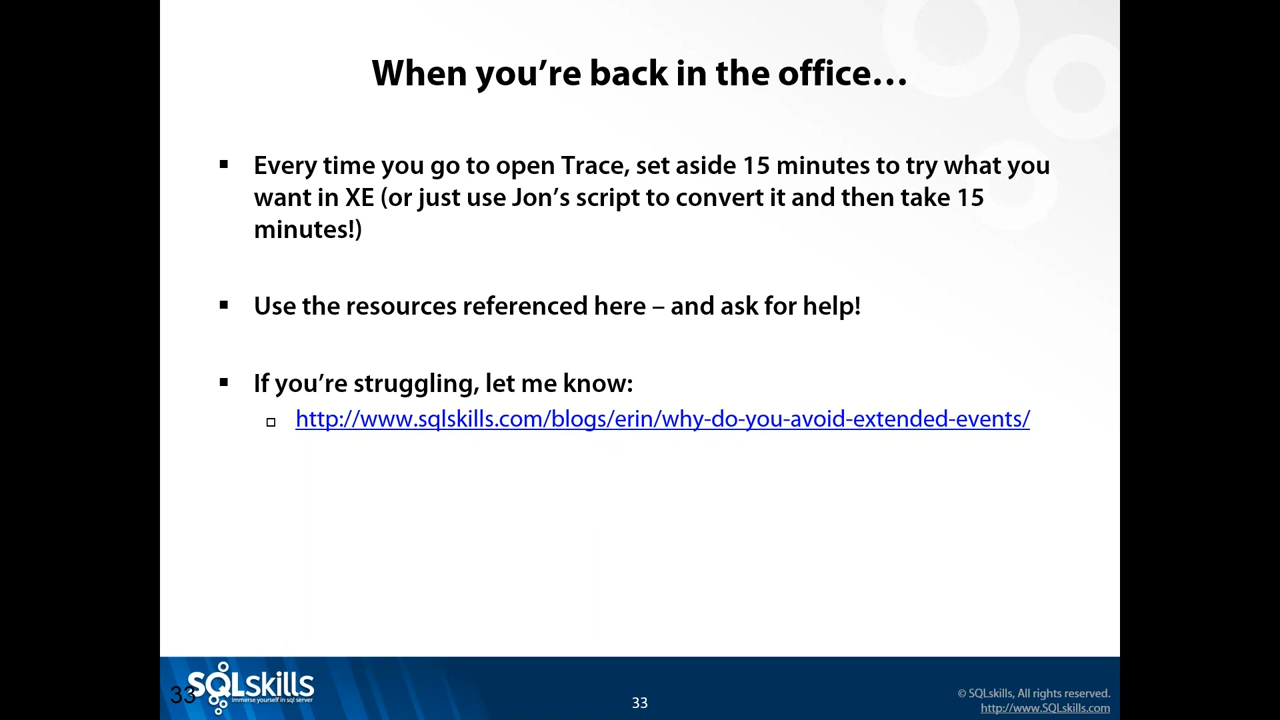 When you’re back in the office…
▪ Every time you go to open Trace, set aside 15 minutes to try what you
want in XE (or just use Jon’s script to convert it and then take 15
minutes!)
▪ Use the resources referenced here – and ask for help!
▪ If you’re struggling, let me know:
□ http://www.sqlskills.com/blogs/erin/why-do-you-avoid-extended-events/
33
SQLskills
immerse yourself in sql server
33
© SQLskills, All rights reserved.
http://www.SQLskills.com